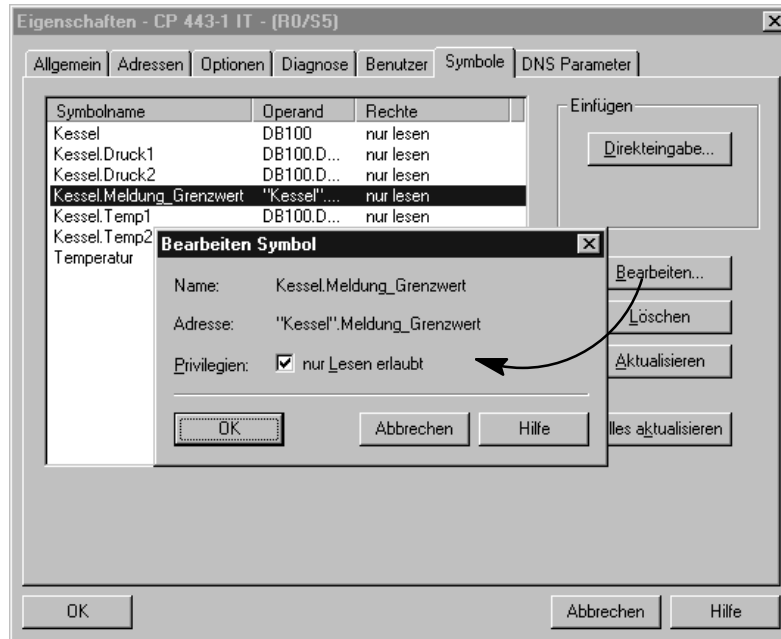 Eigenschaften - CP 443-1 IT - (R0/S5)
Allgemein Adressen Optionen Diagnose Benutzer Symbole DNS Parameter
Symbolname Operand Rechte
Kessel DB100 nur lesen
Kessel.Druck1 DB100.D... nur lesen
Kessel.Druck2 DB100.D... nur lesen
Kessel.Meldung_Grenzwert "Kessel".... nur lesen
Kessel.Temp1 DB100.D... nur lesen
Kessel.Temp2
Temperatur
Einfügen
Direkteingabe...
Bearbeiten...
Löschen
Aktualisieren
lles aktualisieren
Bearbeiten Symbol
Name: Kessel.Meldung_Grenzwert
Adresse: "Kessel".Meldung_Grenzwert
Privilegien: nur Lesen erlaubt
OK Abbrechen Hilfe
OK Abbrechen Hilfe